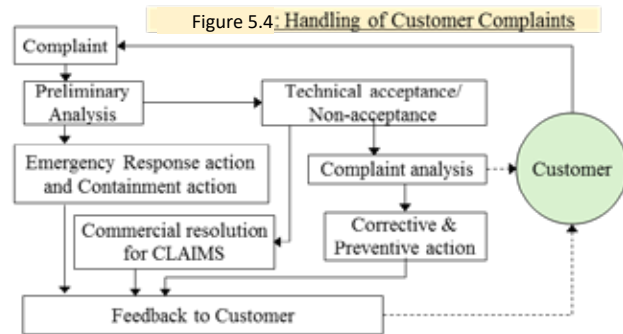 Figure 5.4: Handling of Customer Complaints
Complaint
Preliminary
Analysis
Technical acceptance/
Non-acceptance
Emergency Response action
and Containment action
Complaint analysis
Customer
Commercial resolution
for CLAIMS
Corrective &
Preventive action
Feedback to Customer